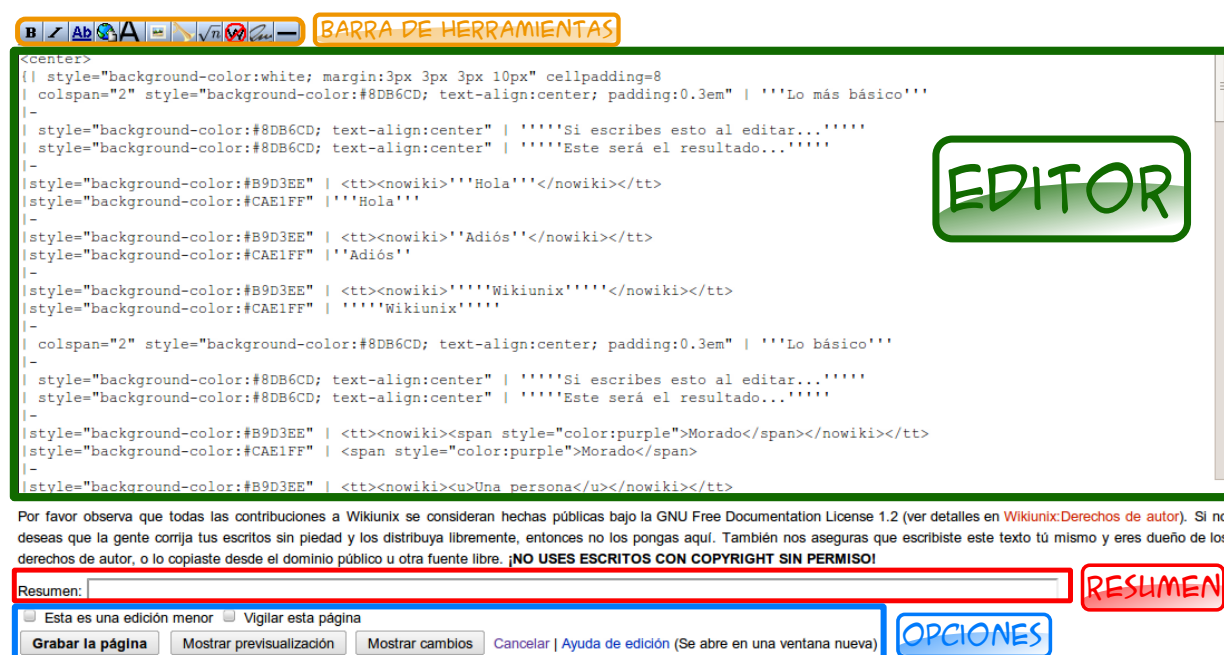 B I Ab A √n W
BARRA DE HERRAMIENTAS
<center>
{| style="background-color:white; margin:3px 3px 3px 10px" cellpadding=8
| colspan="2" style="background-color:#8DB6CD; text-align:center; padding:0.3em" | '''Lo más básico'''
|-
| style="background-color:#8DB6CD; text-align:center" | '''''Si escribes esto al editar...'''''
| style="background-color:#8DB6CD; text-align:center" | '''''Este será el resultado...'''''
|-
|style="background-color:#B9D3EE" | <tt><nowiki>'''Hola'''</nowiki></tt>
|style="background-color:#CAE1FF" |'''Hola'''
|-
|style="background-color:#B9D3EE" | <tt><nowiki>''Adiós''</nowiki></tt>
|style="background-color:#CAE1FF" |''Adiós''
|-
|style="background-color:#B9D3EE" | <tt><nowiki>'''''Wikiunix'''''</nowiki></tt>
|style="background-color:#CAE1FF" | '''''Wikiunix'''''
|-
| colspan="2" style="background-color:#8DB6CD; text-align:center; padding:0.3em" | '''Lo básico'''
|-
| style="background-color:#8DB6CD; text-align:center" | '''''Si escribes esto al editar...'''''
| style="background-color:#8DB6CD; text-align:center" | '''''Este será el resultado...'''''
|-
|style="background-color:#B9D3EE" | <tt><nowiki><span style="color:purple">Morado</span></nowiki></tt>
|style="background-color:#CAE1FF" | <span style="color:purple">Morado</span>
|-
|style="background-color:#B9D3EE" | <tt><nowiki><u>Una persona</u></nowiki></tt>
EDITOR
Por favor observa que todas las contribuciones a Wikiunix se consideran hechas públicas bajo la GNU Free Documentation License 1.2 (ver detalles en Wikiunix:Derechos de autor). Si no
deseas que la gente corrija tus escritos sin piedad y los distribuya libremente, entonces no los pongas aquí. También nos aseguras que escribiste este texto tú mismo y eres dueño de los
derechos de autor, o lo copiaste desde el dominio público u otra fuente libre. ¡NO USES ESCRITOS CON COPYRIGHT SIN PERMISO!
Resumen:
RESUMEN
Esta es una edición menor Vigilar esta página
Grabar la página Mostrar previsualización Mostrar cambios Cancelar | Ayuda de edición (Se abre en una ventana nueva)
OPCIONES